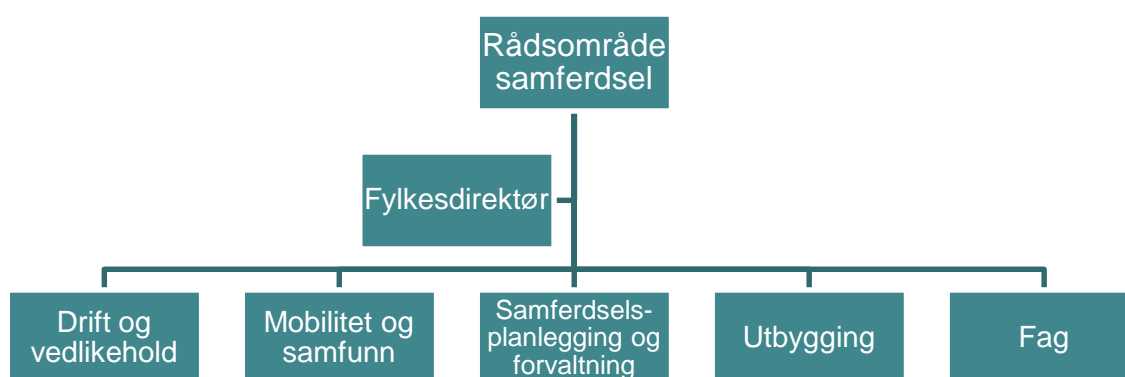 Rådsområde
samferdsel
Fylkesdirektør
Drift og
vedlikehold
Mobilitet og
samfunn
Samferdsels-
planlegging og
forvaltning
Utbygging
Fag